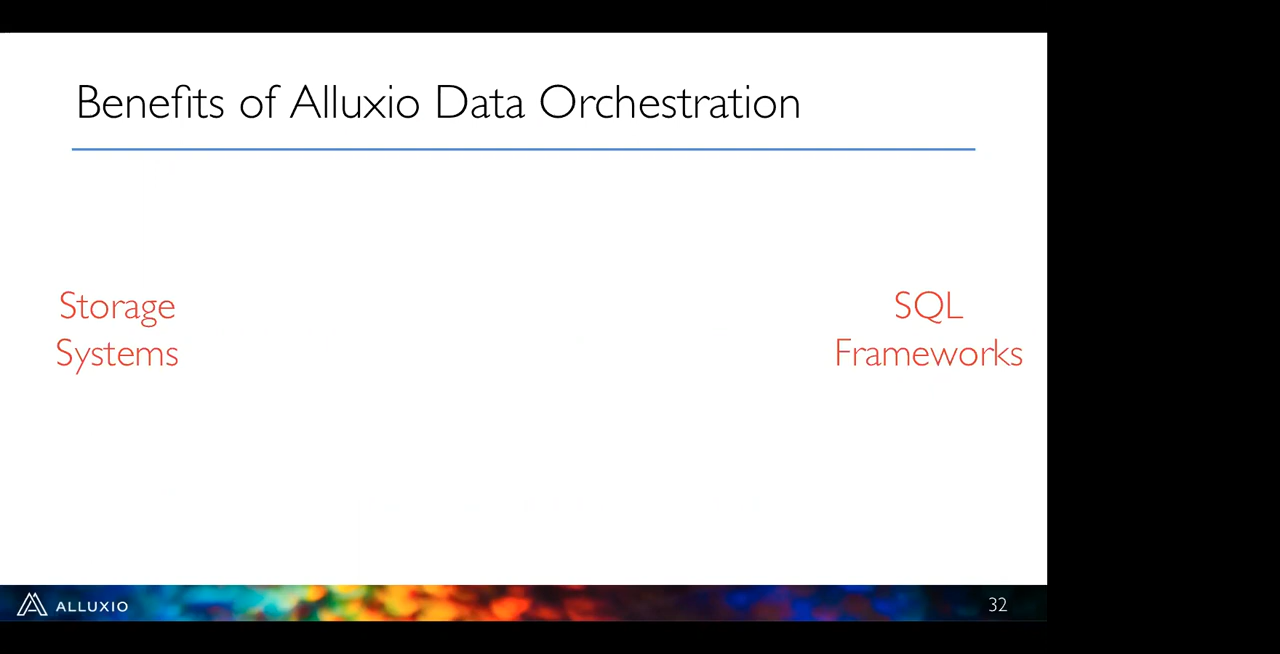 Benefits of Alluxio Data Orchestration
Storage
Systems
SQL
Frameworks
ALLUXIO
32